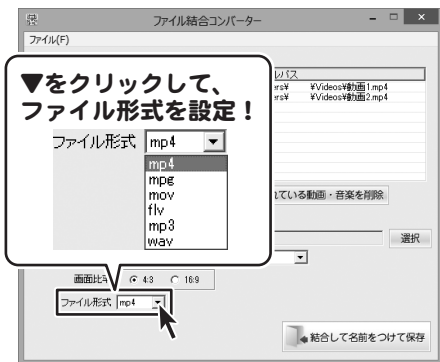 ファイル結合コンバーター
ファイル(F)
▼をクリックして、
ファイル形式を設定！
ファイル形式 mp4
mp4
mpg
mov
flv
mp3
wav
ルパス
ers¥ ¥Videos¥動画1.mp4
ers¥ ¥Videos¥動画2.mp4
れている動画・音楽を削除
選択
画面比率 4:3 16:9
ファイル形式 mp4
結合して名前をつけて保存